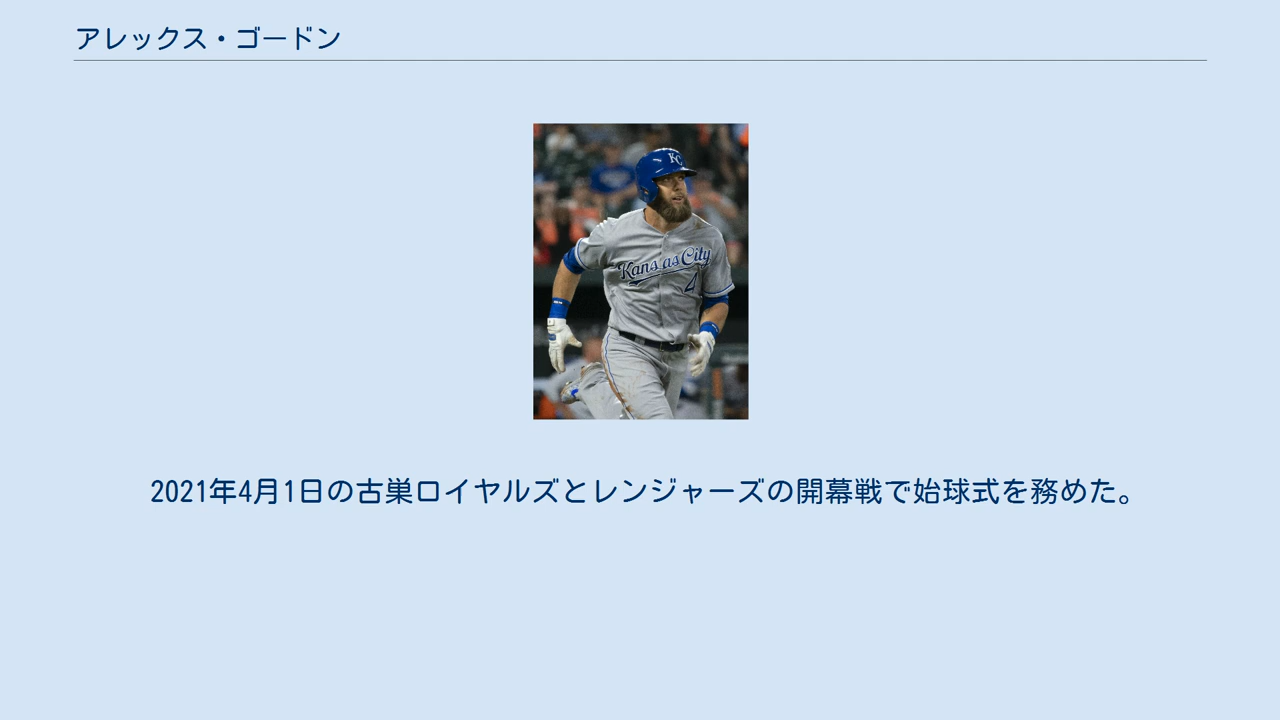 アレックス・ゴードン
KC
Kansas City
4
2021年4月1日の古巣ロイヤルズとレンジャーズの開幕戦で始球式を務めた。